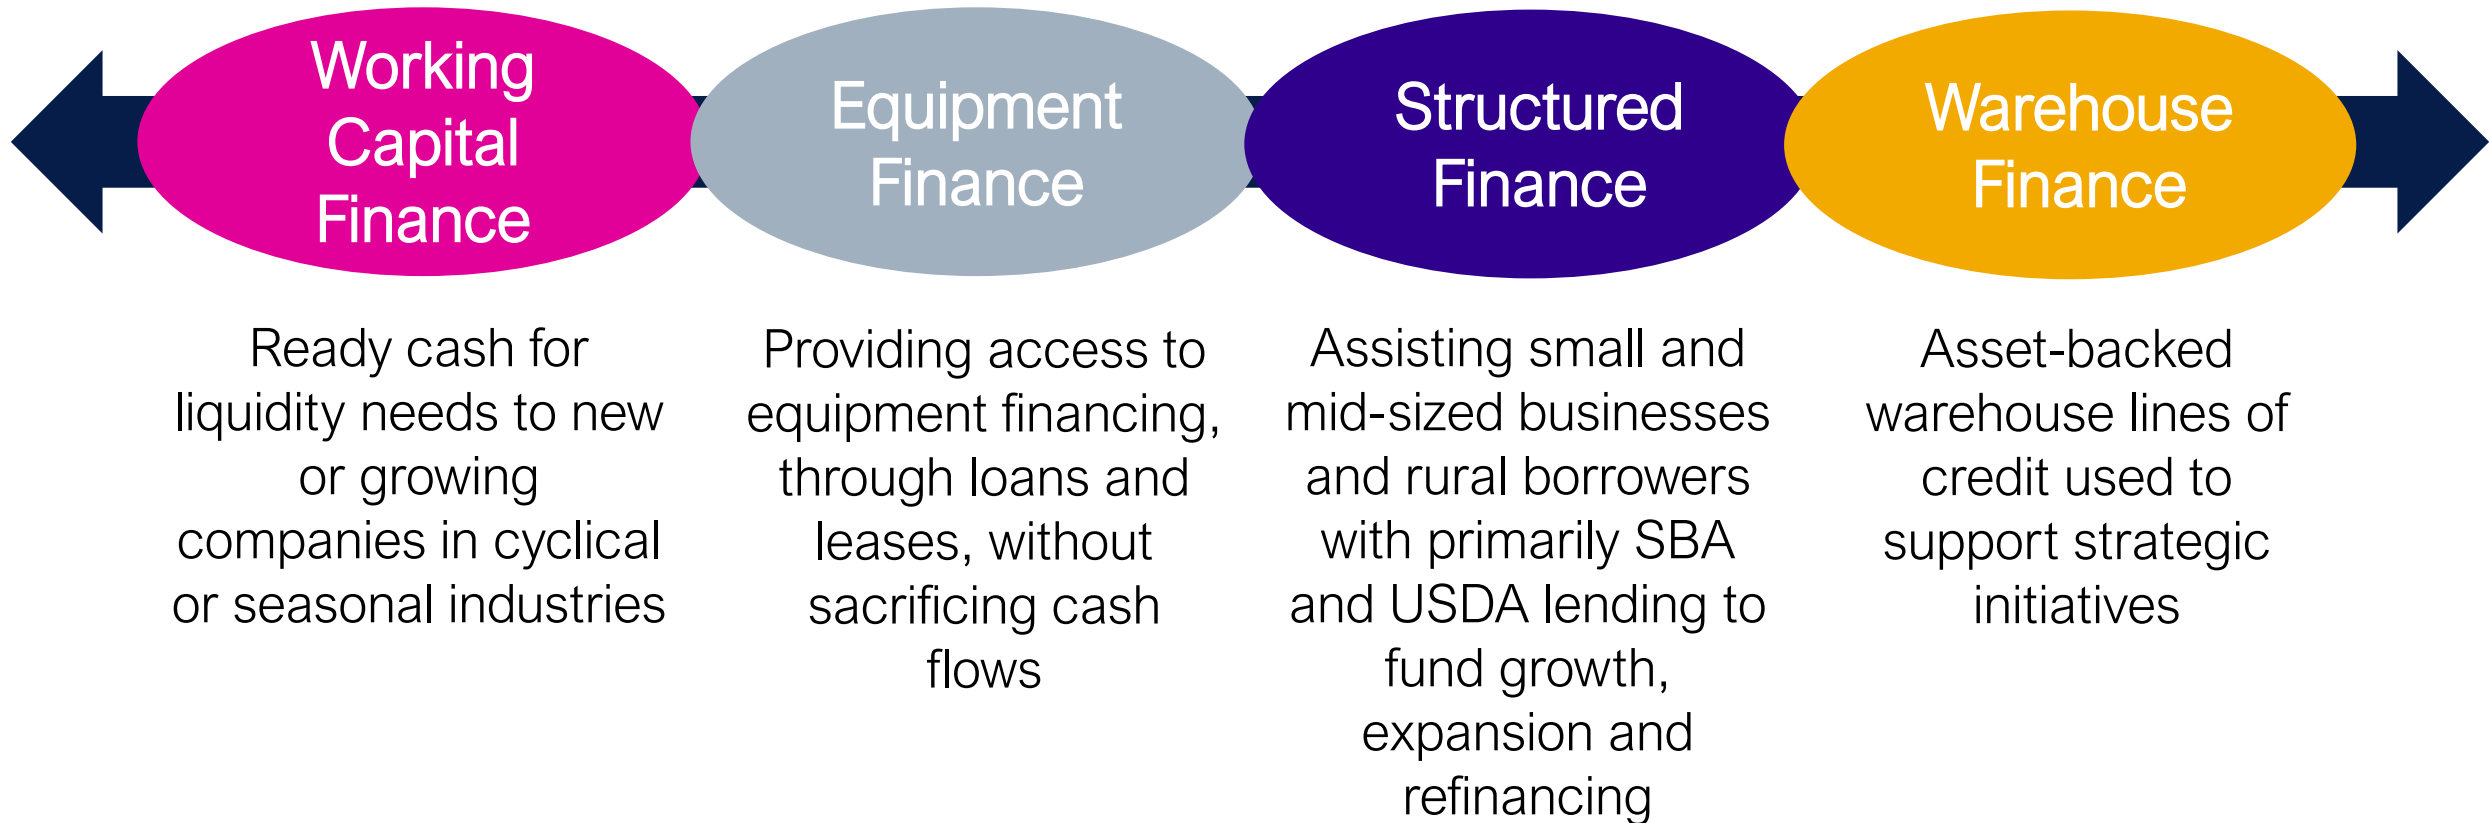 Working
Capital
Finance
Equipment
Finance
Structured
Finance
Warehouse
Finance
Ready cash for
liquidity needs to new
or growing
companies in cyclical
or seasonal industries
Providing access to
equipment financing,
through loans and
leases, without
sacrificing cash
flows
Assisting small and
mid-sized businesses
and rural borrowers
with primarily SBA
and USDA lending to
fund growth,
expansion and
refinancing
Asset-backed
warehouse lines of
credit used to
support strategic
initiatives